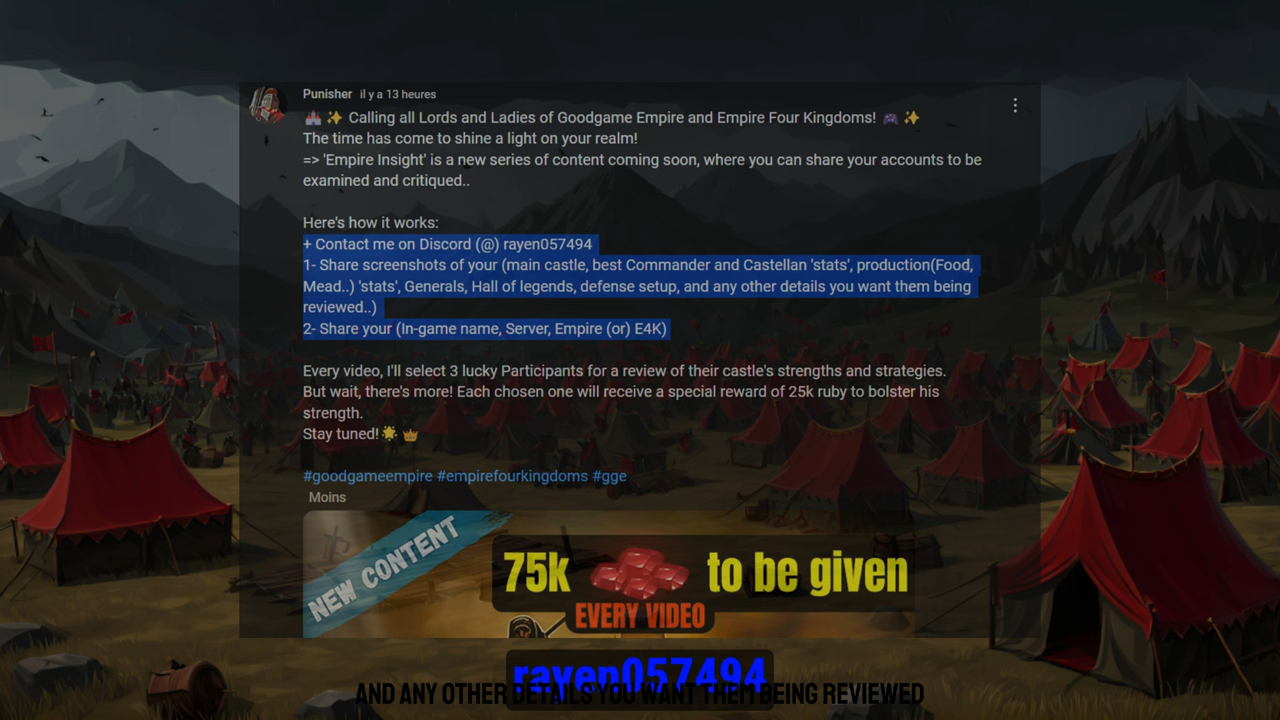 Punisher il y a 13 heures
🏰 ✨ Calling all Lords and Ladies of Goodgame Empire and Empire Four Kingdoms! 🎮 ✨
The time has come to shine a light on your realm!
=> 'Empire Insight' is a new series of content coming soon, where you can share your accounts to be
examined and critiqued..
Here's how it works:
+ Contact me on Discord (@) rayen057494
1- Share screenshots of your (main castle, best Commander and Castellan 'stats', production(Food,
Mead..) 'stats', Generals, Hall of legends, defense setup, and any other details you want them being
reviewed..)
2- Share your (In-game name, Server, Empire (or) E4K)
Every video, I'll select 3 lucky Participants for a review of their castle's strengths and strategies.
But wait, there's more! Each chosen one will receive a special reward of 25k ruby to bolster his
strength.
Stay tuned!🌟 👑
#goodgameempire #empirefourkingdoms #gge
Moins
NEW CONTENT
75k to be given
EVERY VIDEO
rayen057494
AND ANY OTHER DETAILS YOU WANT THEM BEING REVIEWED